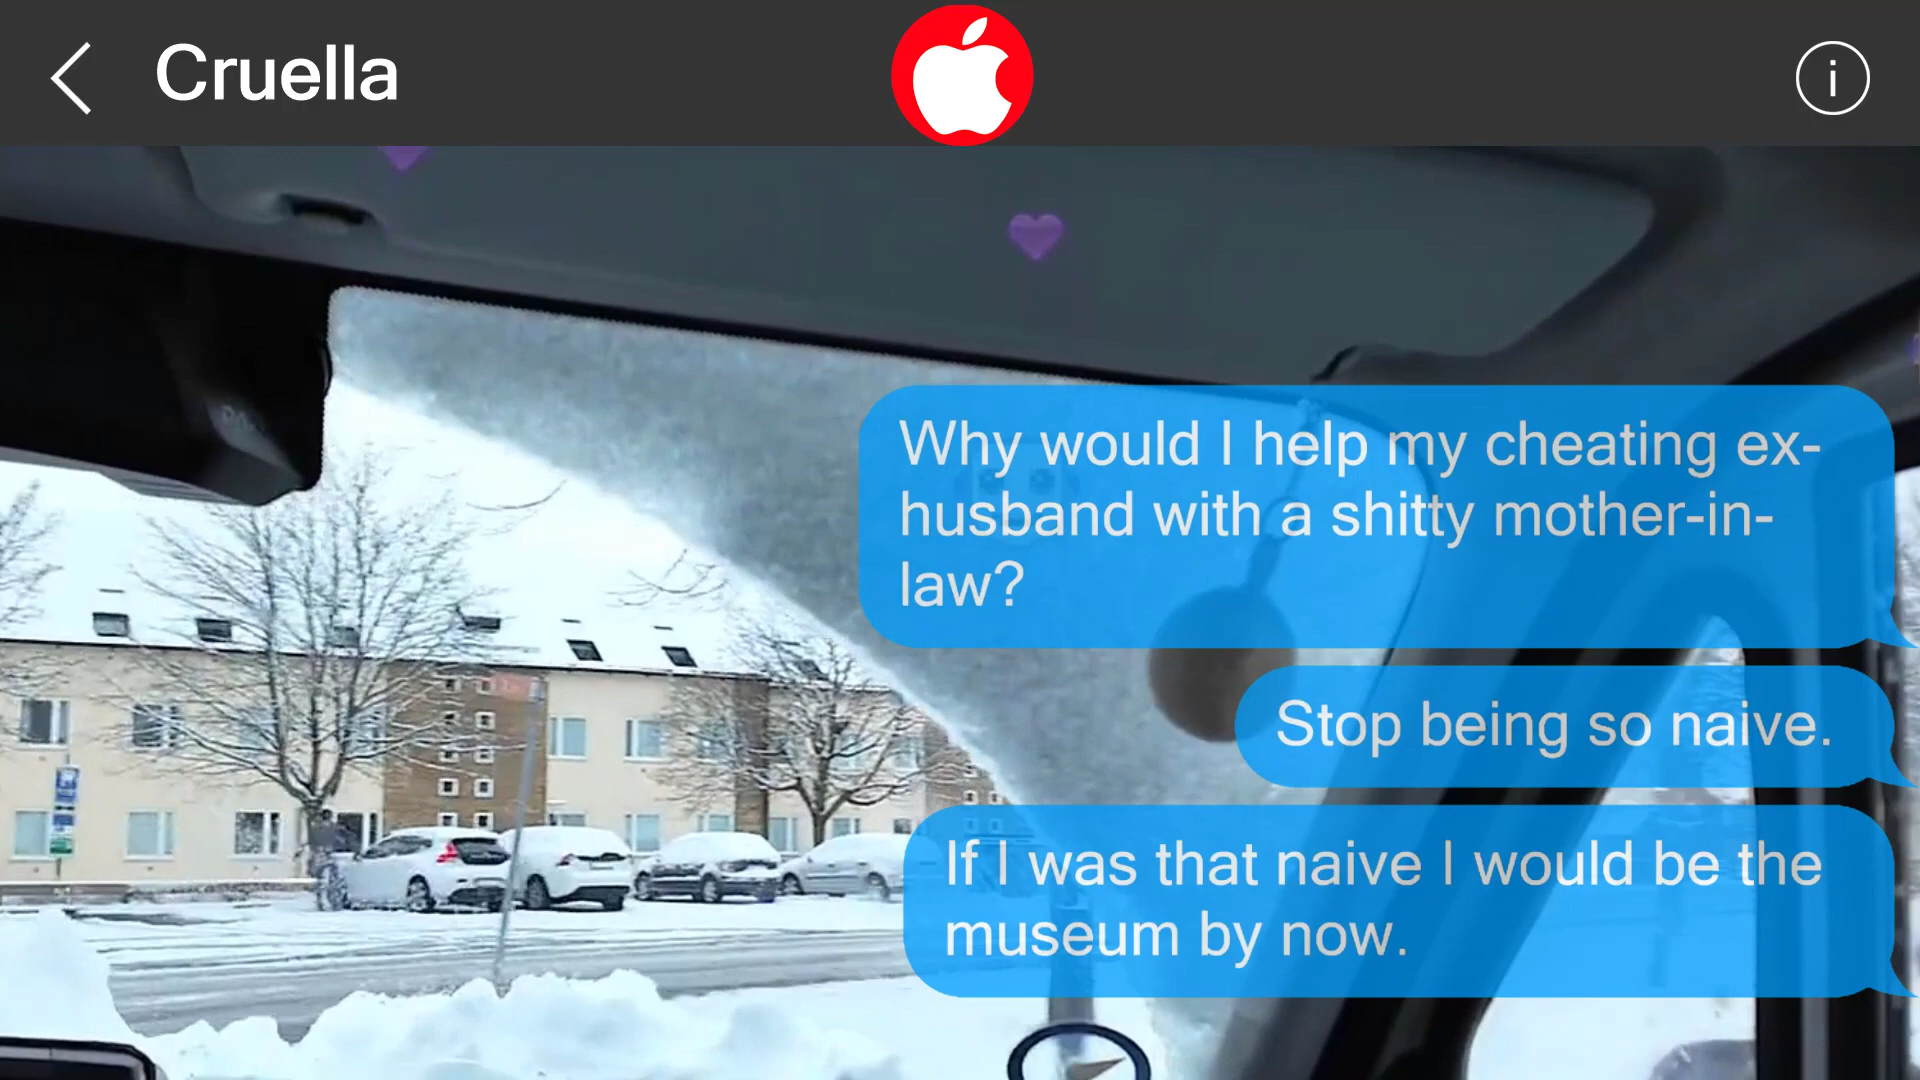 Cruella
i
Why would I help my cheating ex-
husband with a shitty mother-in-
law?
Stop being so naive.
If I was that naive I would be the
museum by now.